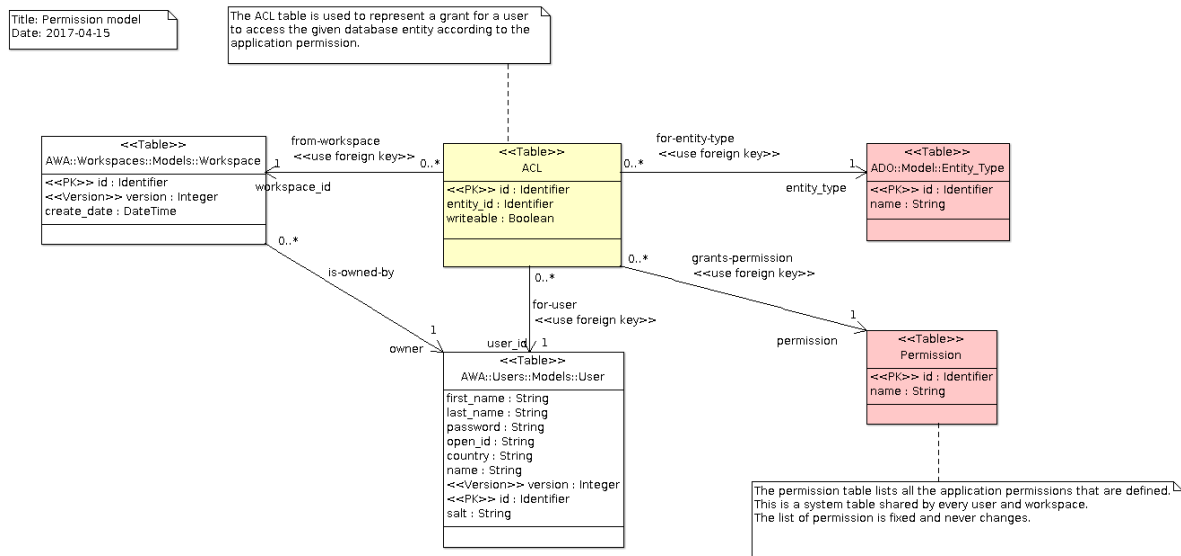 Title: Permission model
Date: 2017-04-15
The ACL table is used to represent a grant for a user
to access the given database entity according to the
application permission.
<<Table>>
AWA::Workspaces::Models::Workspace
<<PK>> id : Identifier
<<Version>> version : Integer
create_date : DateTime
from-workspace
<<use foreign key>>
1
0..*
workspace_id
<<Table>>
ACL
<<PK>> id : Identifier
entity_id : Identifier
writeable : Boolean
for-entity-type
<<use foreign key>>
0..*
1
entity_type
<<Table>>
ADO::Model::Entity_Type
<<PK>> id : Identifier
name : String
0..*
is-owned-by
1
owner
0..*
for-user
<<use foreign key>>
user_id
1
0..*
grants-permission
<<use foreign key>>
1
permission
<<Table>>
Permission
<<PK>> id : Identifier
name : String
<<Table>>
AWA::Users::Models::User
first_name : String
last_name : String
password : String
open_id : String
country : String
name : String
<<Version>> version : Integer
<<PK>> id : Identifier
salt : String
The permission table lists all the application permissions that are defined.
This is a system table shared by every user and workspace.
The list of permission is fixed and never changes.